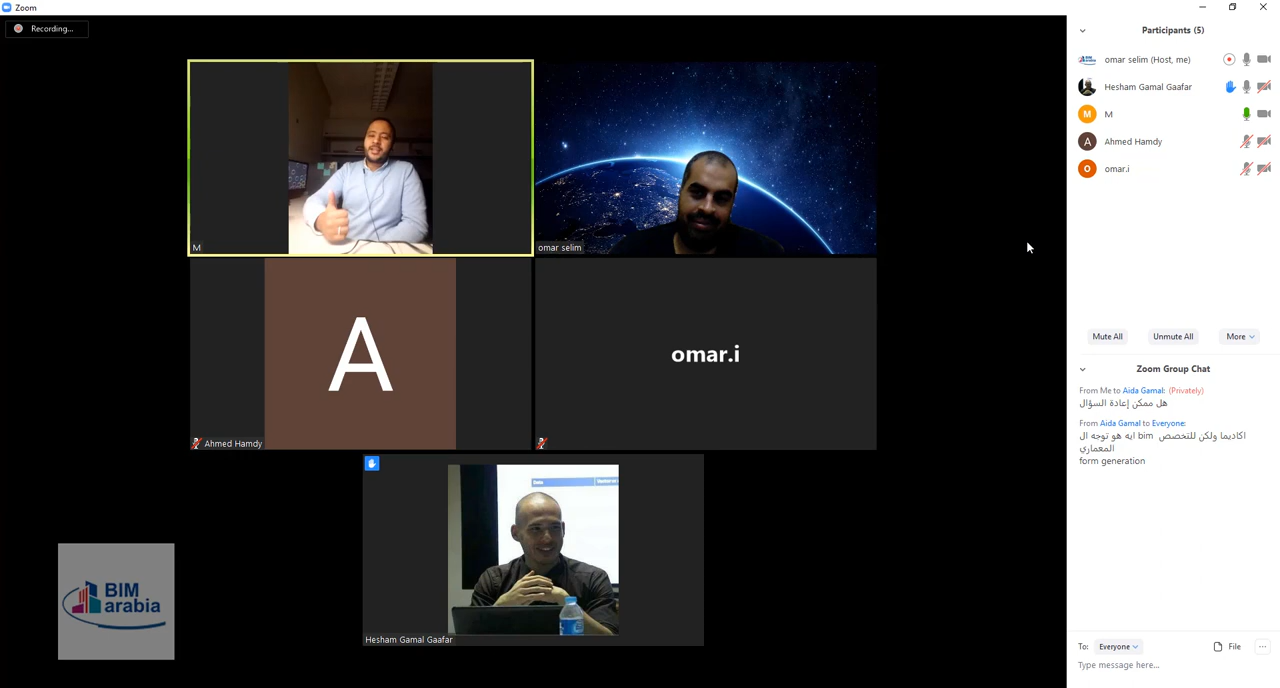 Zoom
Recording...
M
omar selim
A
Ahmed Hamdy
omar.i
Hesham Gamal Gaafar
BIM
arabia
Participants (5)
omar selim (Host, me)
Hesham Gamal Gaafar
M
M
A
Ahmed Hamdy
O
omar.i
Mute All
Unmute All
More
Zoom Group Chat
From Me to Aida Gamal: (Privately)
هل ممكن إعادة السؤال
From Aida Gamal to Everyone:
اكاديميا ولكن للتخصص bim ايه هو توجه ال
المعماري
form generation
To: Everyone
File
Type message here...